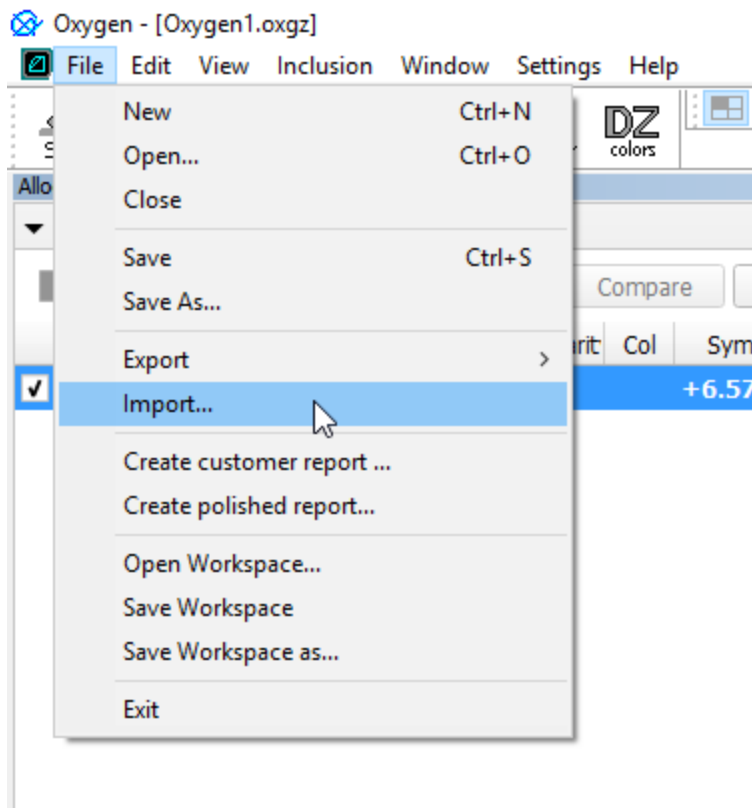 Oxygen - [Oxygen1.oxgz]
File Edit View Inclusion Window Settings Help
New Ctrl+N
Open... Ctrl+O
DZ
colors
Close
Save Ctrl+S
Save As...
Compare
Export
Col
Import...
+6.57
Create customer report ...
Create polished report...
Open Workspace...
Save Workspace
Save Workspace as...
Exit